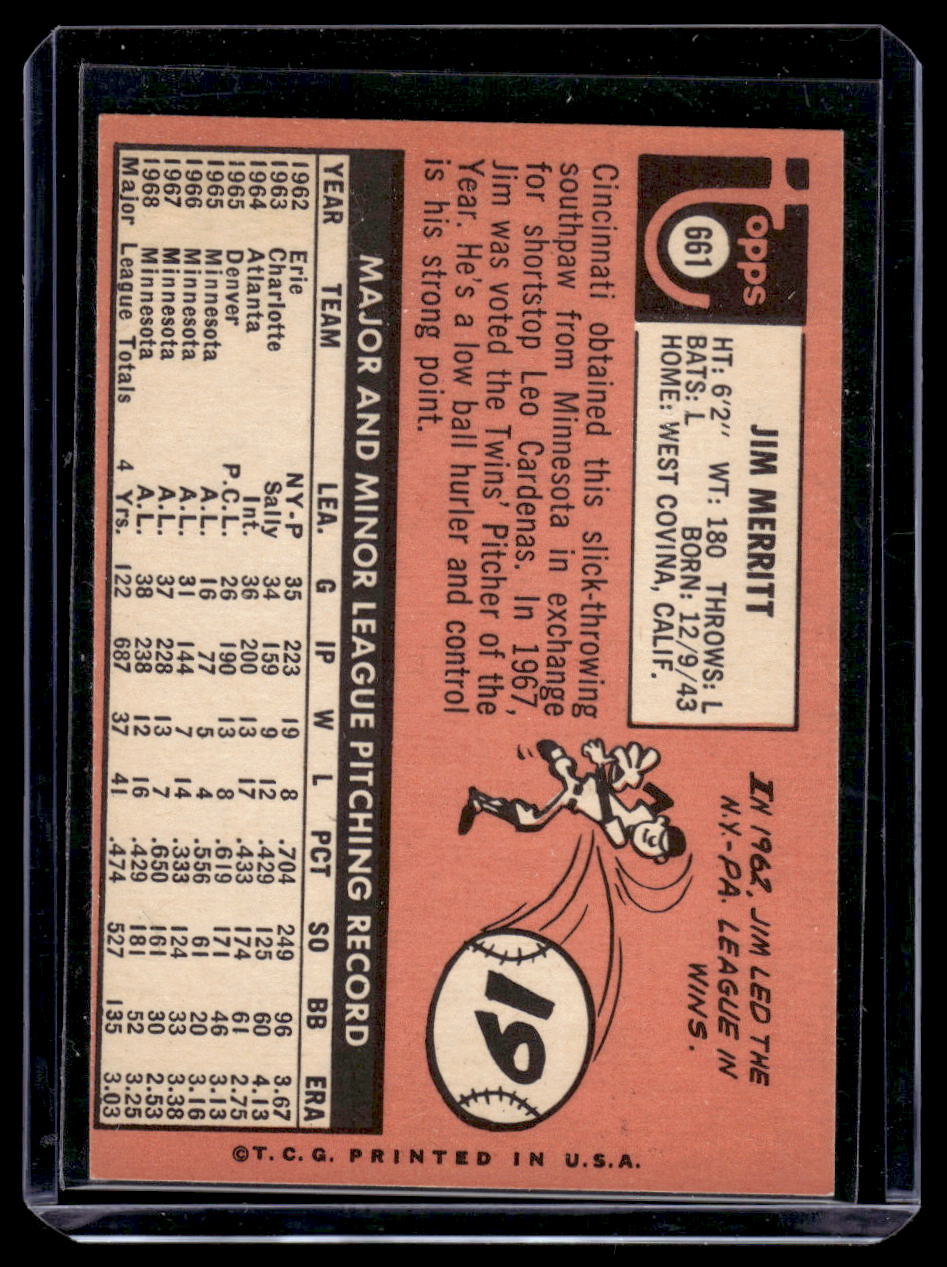 Topps
661
JIM MERRITT
HT: 6'2" WT: 180 THROWS: L
BATS: L BORN: 12/9/43
HOME: WEST COVINA, CALIF.
IN 1962, JIM LED THE
N.Y.-PA. LEAGUE IN
WINS.
19
Cincinnati obtained this slick-throwing
southpaw from Minnesota in exchange
for shortstop Leo Cardenas. In 1967,
Jim was voted the Twins' Pitcher of the
Year. He's a low ball hurler and control
is his strong point.
MAJOR AND MINOR LEAGUE PITCHING RECORD
YEAR TEAM LEA. G IP W L PCT SO BB ERA
1962 Erie NY-P 35 223 19 8 .704 249 96 3.67
1963 Charlotte Sally 34 159 9 12 .429 125 60 4.13
1964 Atlanta Int. 36 200 13 17 .433 174 61 2.75
1965 Denver P.C.L. 26 190 13 8 .619 171 46 3.13
1965 Minnesota A.L. 16 77 5 4 .556 61 20 3.16
1966 Minnesota A.L. 31 144 7 14 .333 124 33 3.38
1967 Minnesota A.L. 37 228 13 7 .650 161 30 2.53
1968 Minnesota A.L. 38 238 12 16 .429 181 52 3.25
Major League Totals 4 Yrs. 122 687 37 41 .474 527 135 3.03
©T.C.G. PRINTED IN U.S.A.